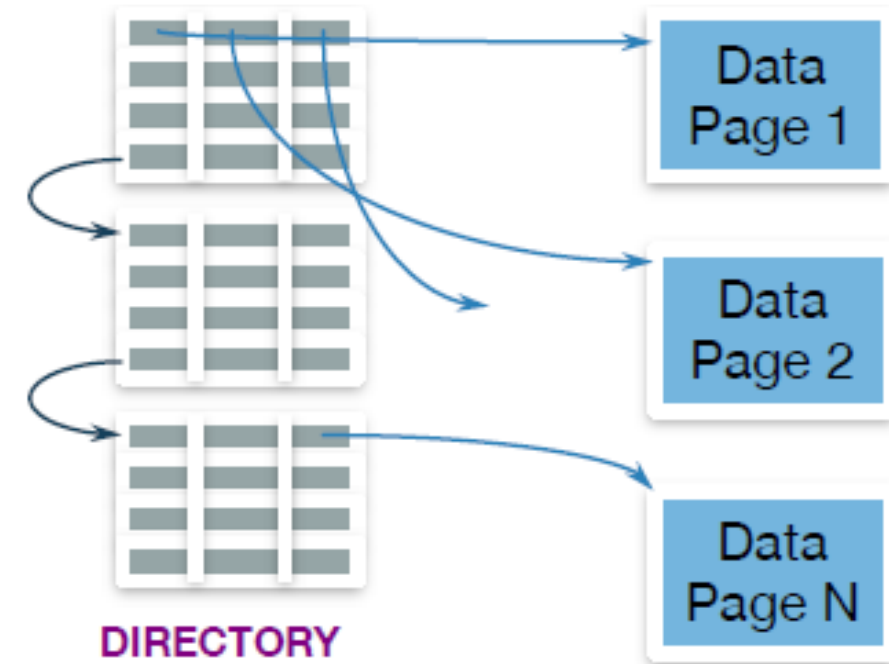 Data
Page 1
Data
Page 2
Data
Page N
DIRECTORY